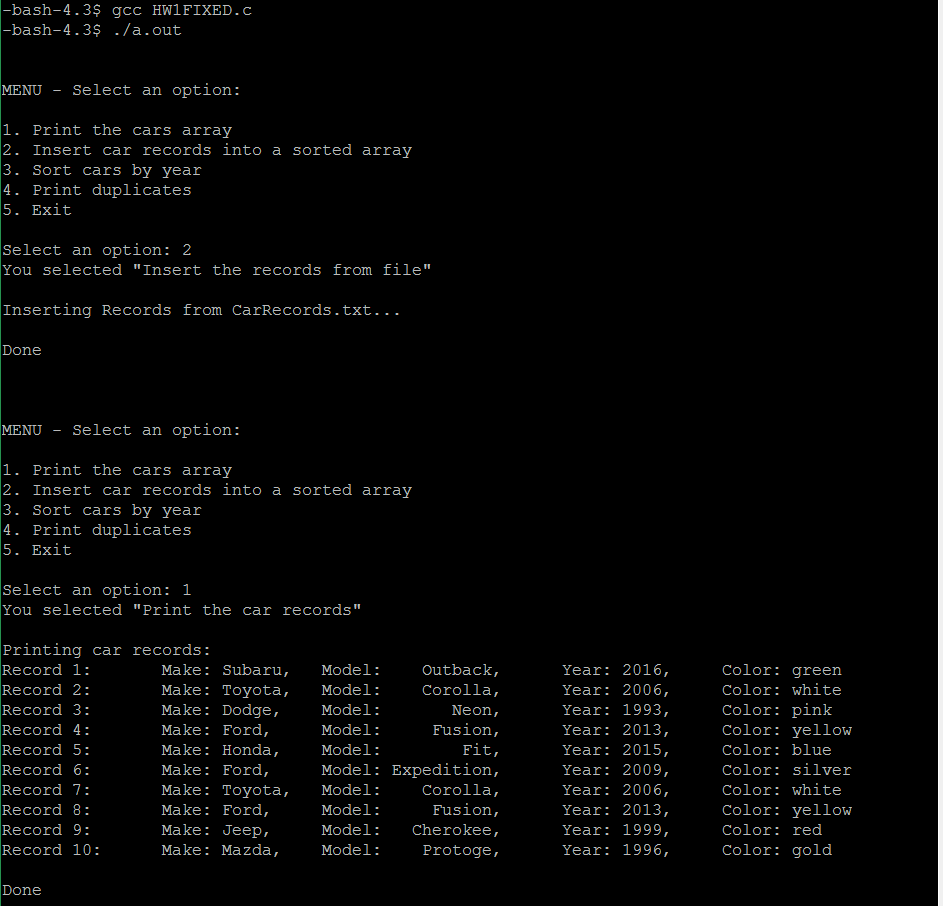 -bash-4.3$ gcc HW1FIXED.c
-bash-4.3$ ./a.out
MENU - Select an option:
1. Print the cars array
2. Insert car records into a sorted array
3. Sort cars by year
4. Print duplicates
5. Exit
Select an option: 2
You selected "Insert the records from file"
Inserting Records from CarRecords.txt...
Done
MENU - Select an option:
1. Print the cars array
2. Insert car records into a sorted array
3. Sort cars by year
4. Print duplicates
5. Exit
Select an option: 1
You selected "Print the car records"
Printing car records:
Record 1:       Make: Subaru,   Model:    Outback,      Year: 2016,     Color: green
Record 2:       Make: Toyota,   Model:    Corolla,      Year: 2006,     Color: white
Record 3:       Make: Dodge,    Model:       Neon,      Year: 1993,     Color: pink
Record 4:       Make: Ford,     Model:     Fusion,      Year: 2013,     Color: yellow
Record 5:       Make: Honda,    Model:        Fit,      Year: 2015,     Color: blue
Record 6:       Make: Ford,     Model: Expedition,      Year: 2009,     Color: silver
Record 7:       Make: Toyota,   Model:    Corolla,      Year: 2006,     Color: white
Record 8:       Make: Ford,     Model:     Fusion,      Year: 2013,     Color: yellow
Record 9:       Make: Jeep,     Model:   Cherokee,      Year: 1999,     Color: red
Record 10:      Make: Mazda,    Model:    Protoge,      Year: 1996,     Color: gold
Done